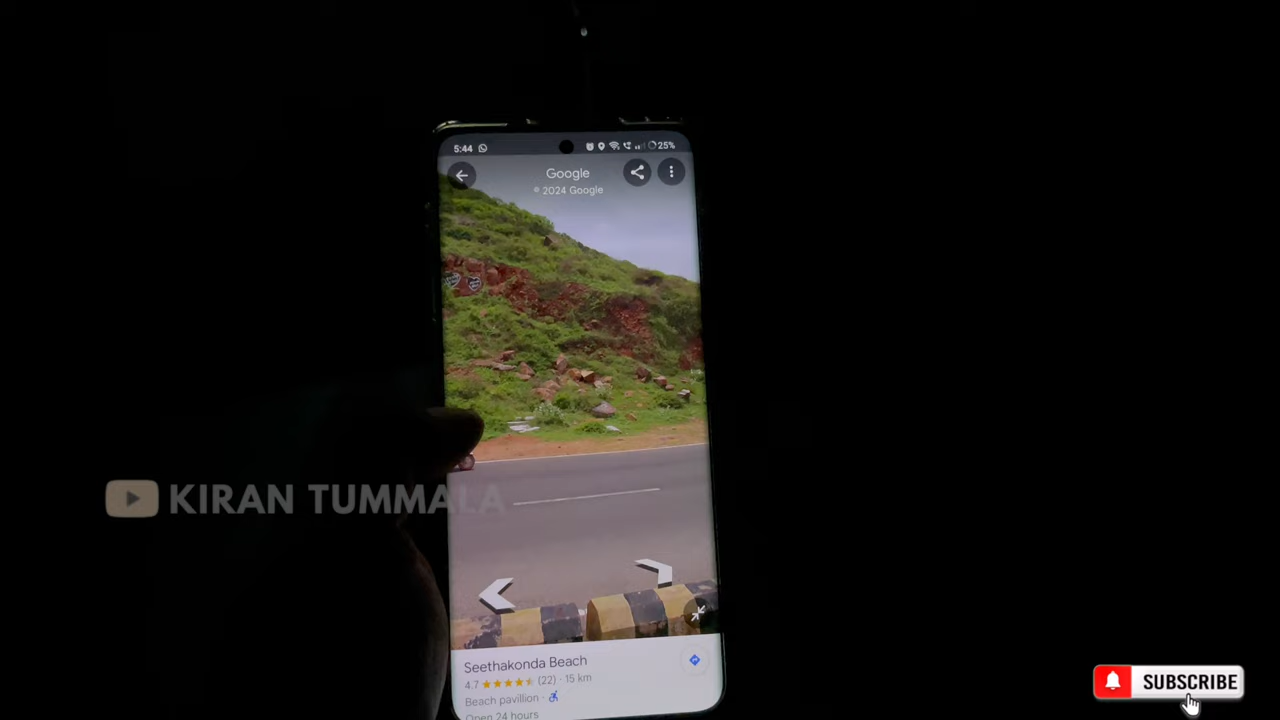 5:44
25%
Google
© 2024 Google
KIRAN TUMMALA
Seethakonda Beach
4.7 (22) · 15 km
Beach pavillion ·
Open 24 hours
SUBSCRIBE